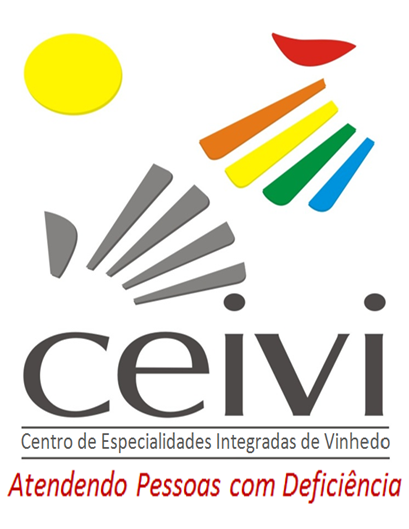 ceivi
Centro de Especialidades Integradas de Vinhedo
Atendendo Pessoas com Deficiência